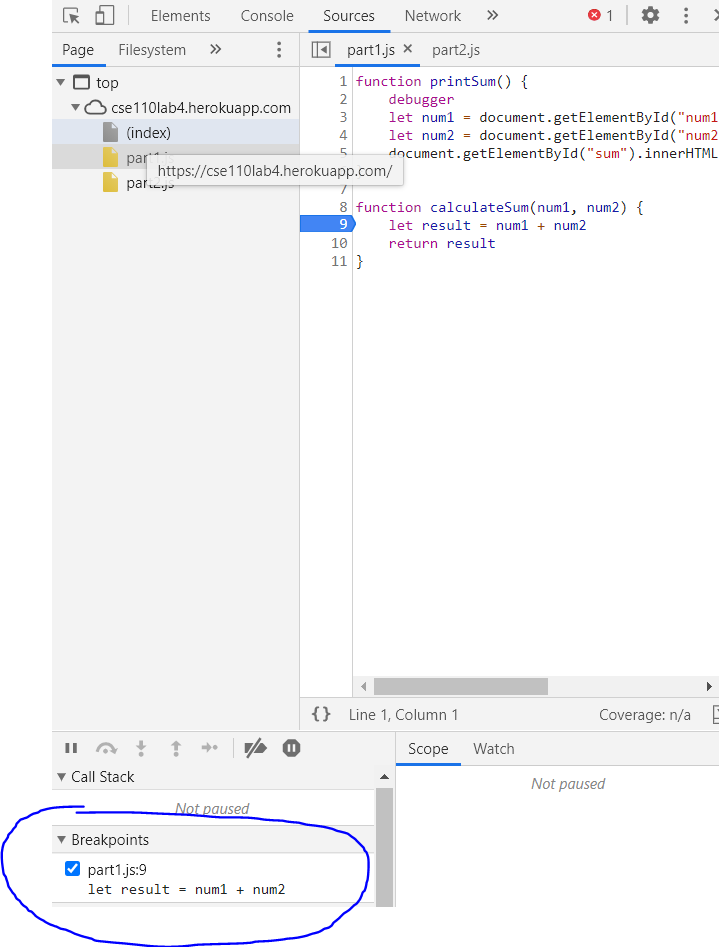 Elements Console Sources Network » 1
Page Filesystem »
part1.js × part2.js
top
cse110lab4.herokuapp.com
(index)
part1.js
https://cse110lab4.herokuapp.com/
part2.js
1 function printSum() {
2 debugger
3 let num1 = document.getElementById("num1
4 let num2 = document.getElementById("num2
5 document.getElementById("sum").innerHTML
7
8 function calculateSum(num1, num2) {
9 let result = num1 + num2
10 return result
11 }
{} Line 1, Column 1 Coverage: n/a
Scope Watch
Call Stack
Not paused
Not paused
Breakpoints
part1.js:9
let result = num1 + num2